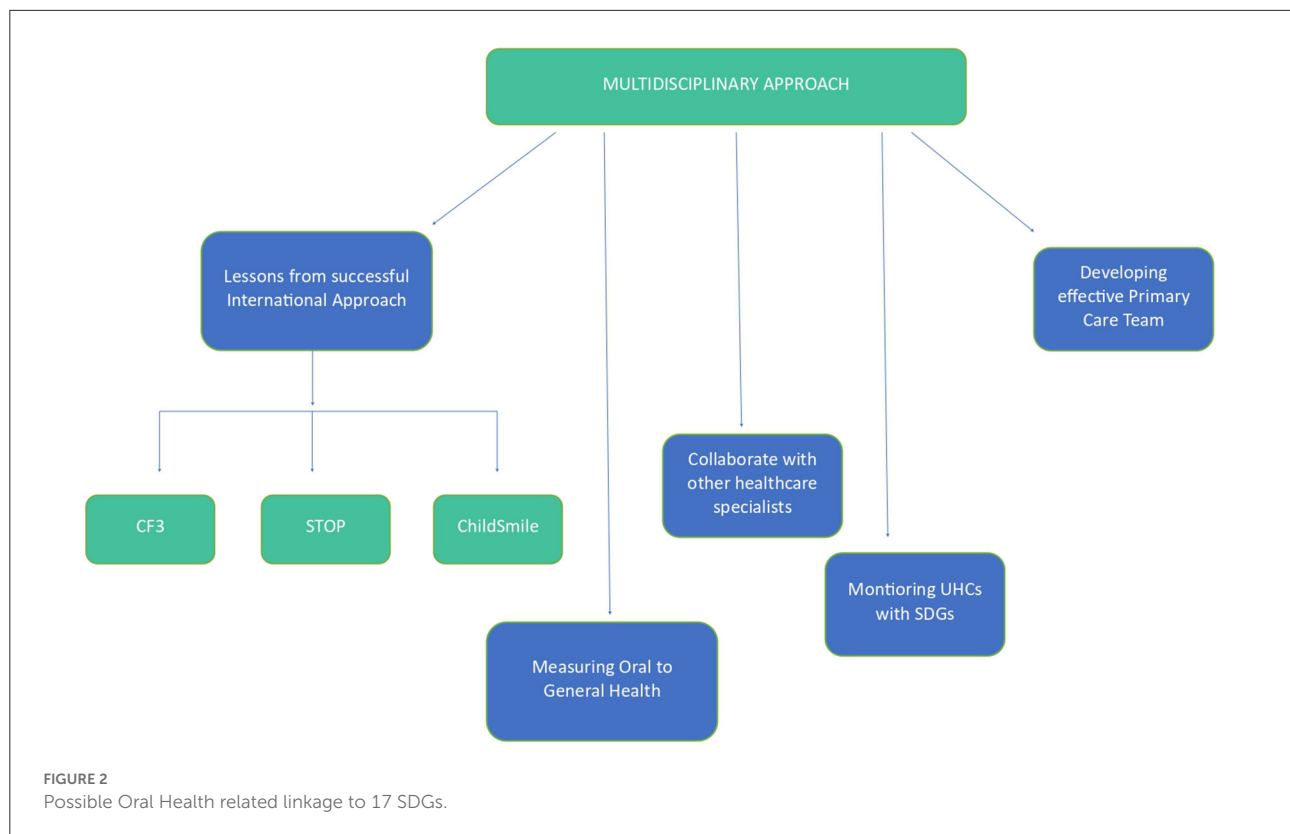 MULTIDISCIPLINARY APPROACH
Lessons from successful
International Approach
Developing
effective Primary
Care Team
Collaborate with
other healthcare
specialists
CF3
STOP
ChildSmile
Montioring UHCs
with SDGs
Measuring Oral to
General Health
FIGURE 2
Possible Oral Health related linkage to 17 SDGs.